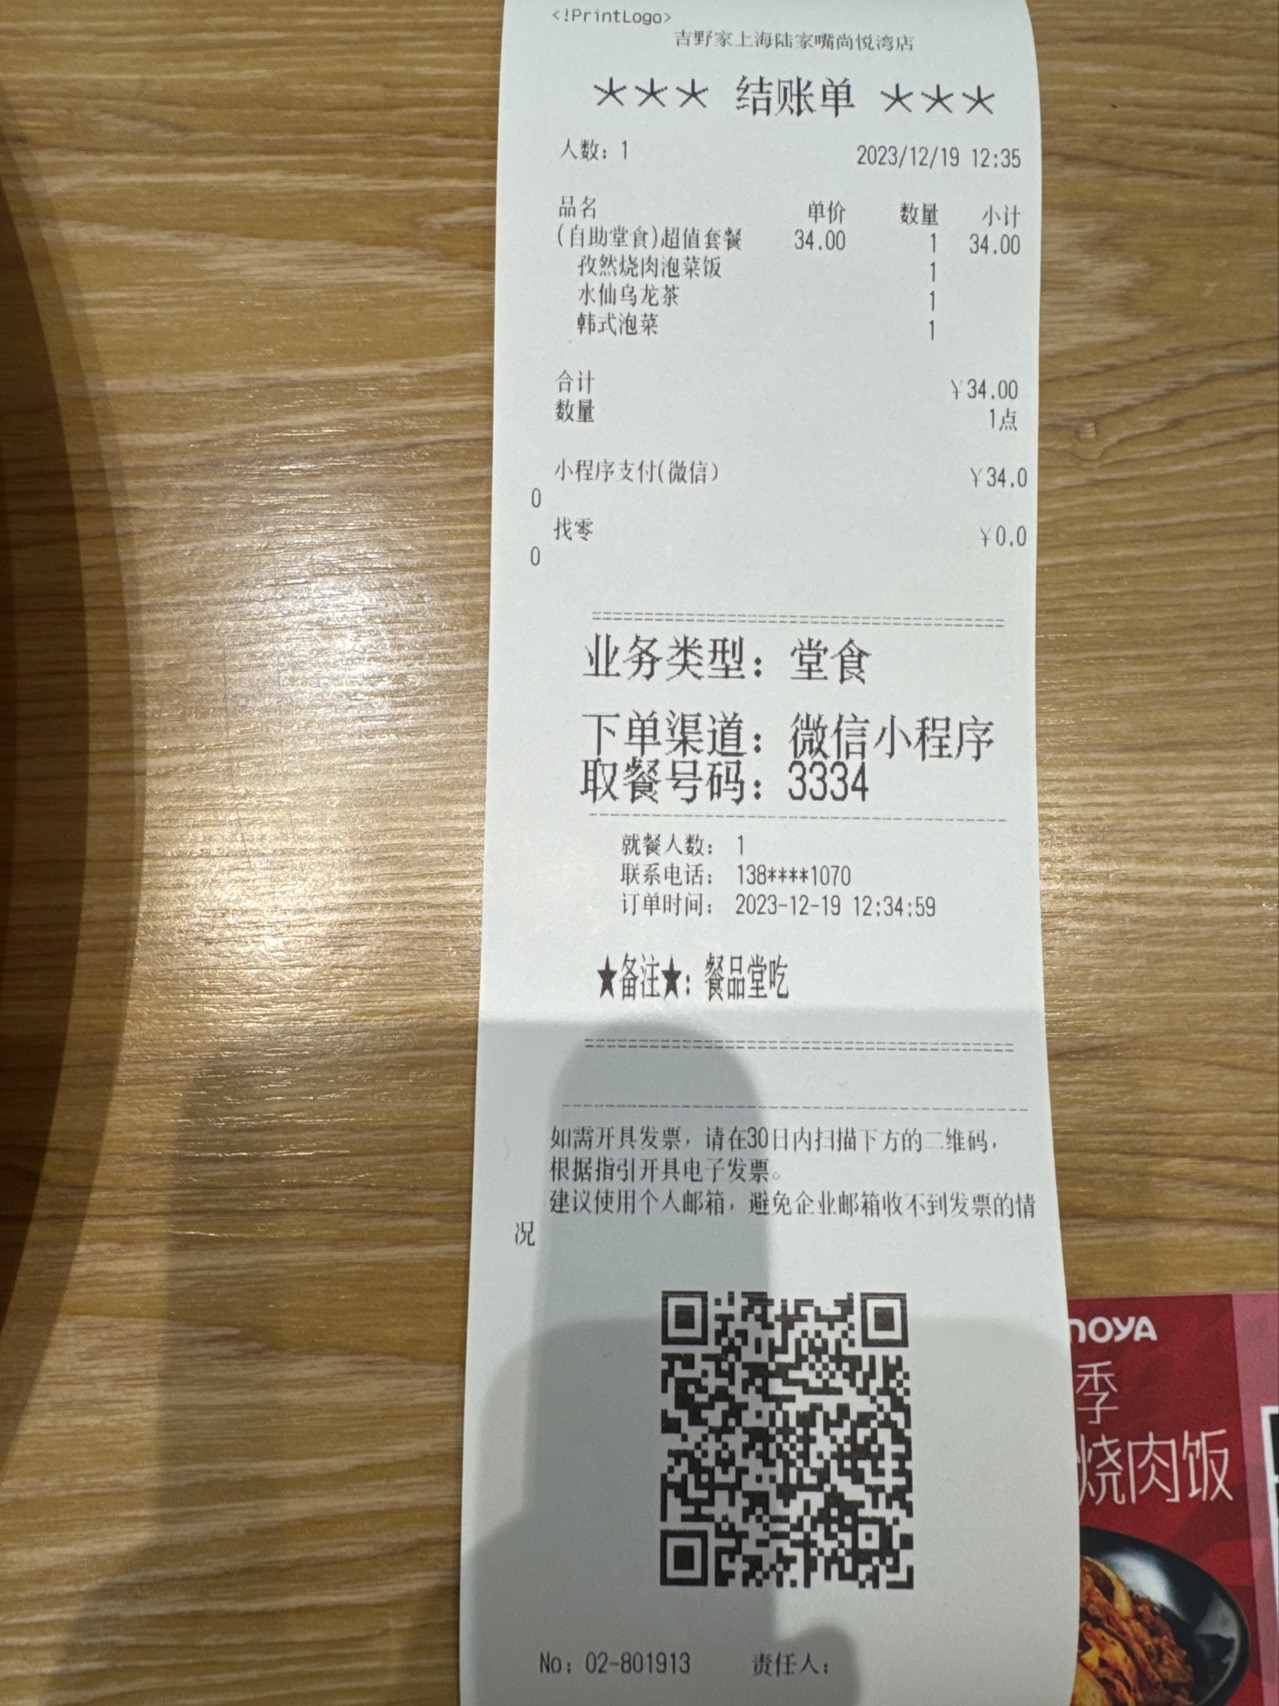 <!PrintLogo>
吉野家上海陆家嘴尚悦湾店
*** 结账单 ***
人数：1 2023/12/19 12:35
品名 单价 数量 小计
(自助堂食)超值套餐 34.00 1 34.00
孜然烧肉泡菜饭 1
水仙乌龙茶 1
韩式泡菜 1
合计 ￥34.00
数量 1点
小程序支付(微信) ￥34.0
0
找零 ￥0.0
0
业务类型：堂食
下单渠道：微信小程序
取餐号码：3334
就餐人数： 1
联系电话： 138****1070
订单时间： 2023-12-19 12:34:59
★备注★：餐品堂吃
如需开具发票，请在30日内扫描下方的二维码，
根据指引开具电子发票。
建议使用个人邮箱，避免企业邮箱收不到发票的情
况
No：02-801913 责任人：
NOYA
季
烧肉饭